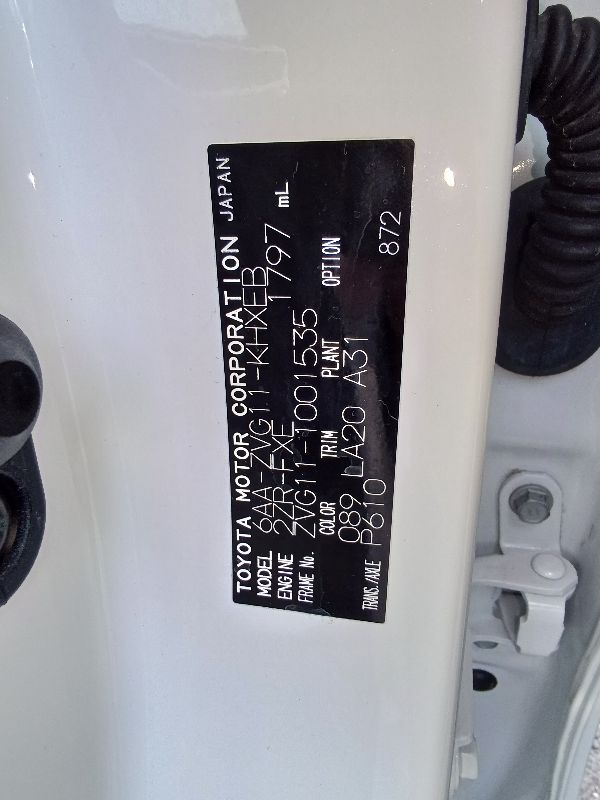 TOYOTA MOTOR CORPORATION JAPAN
MODEL 6AA-ZVG11-KHXEB
ENGINE 2ZR-FXE 1797 mL
FRAME No. ZVG11-1001535
COLOR TRIM PLANT OPTION
089 LA20 A31 872
TRANS./AXLE P610